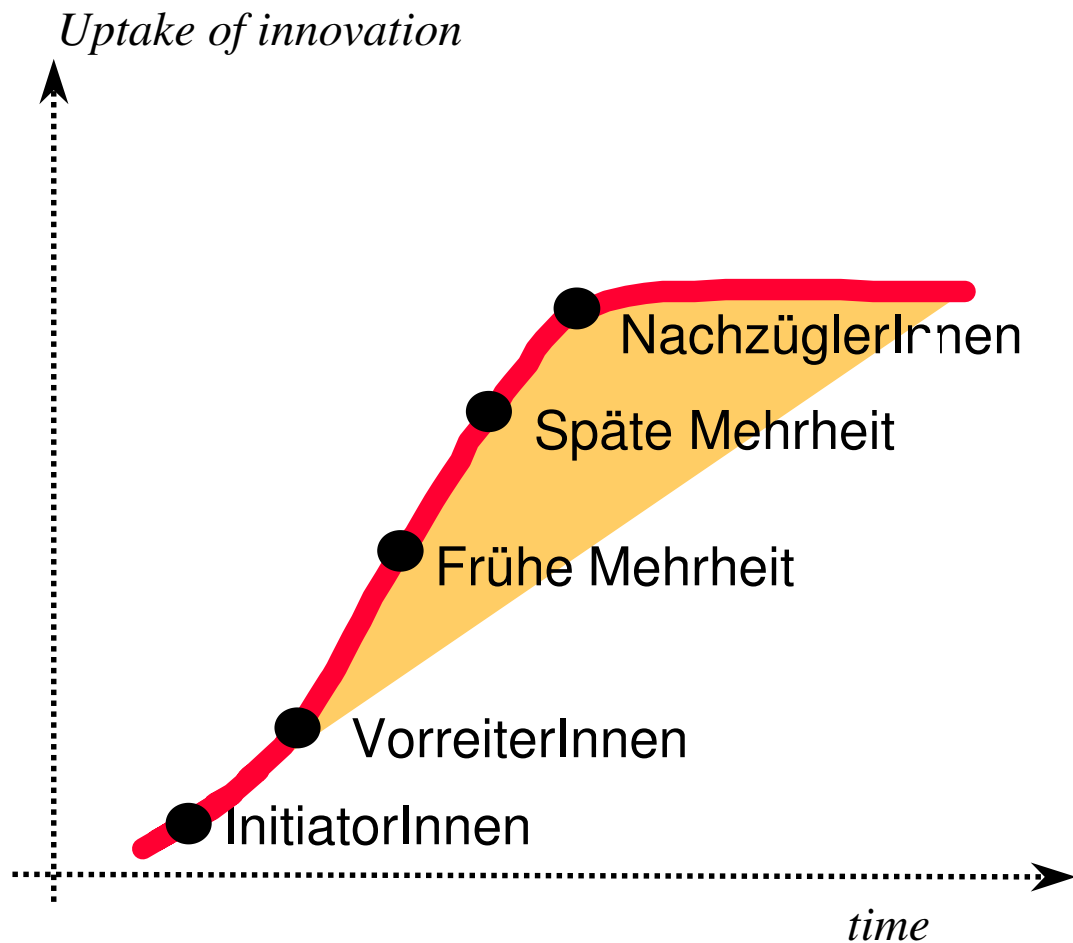 Uptake of innovation
NachzüglerInnen
Späte Mehrheit
Frühe Mehrheit
VorreiterInnen
InitiatorInnen
time